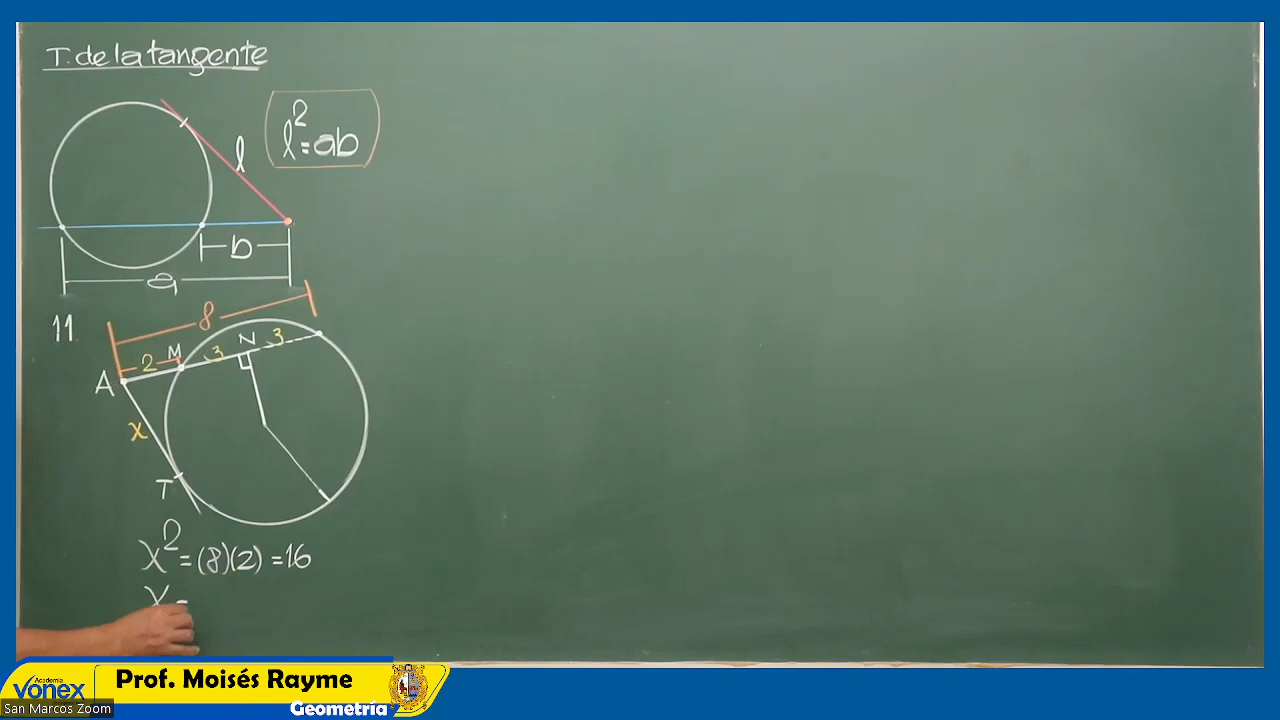 T. de la tangente
l² = ab
l
b
a
11
8
2 M 3 N 3
A
x
T
x² = (8)(2) = 16
x =
Academia
vonex
San Marcos Zoom
Prof. Moisés Rayme
Geometría